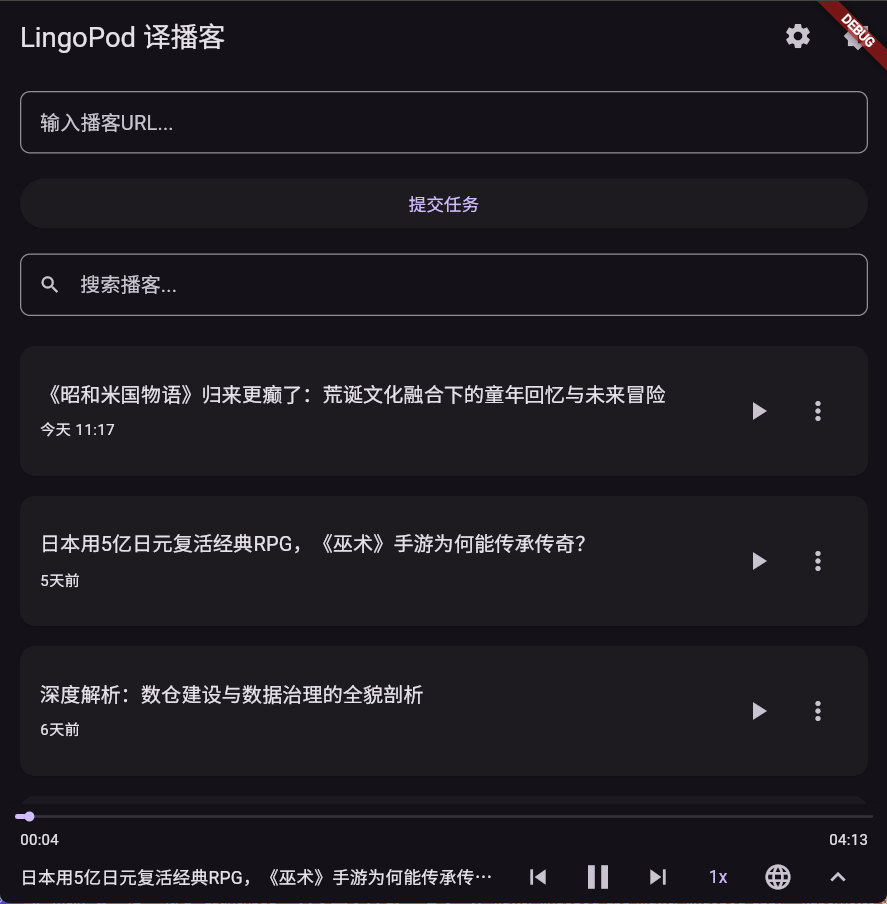 LingoPod 译播客
DEBUG
输入播客URL...
提交任务
搜索播客...
《昭和米国物语》归来更癫了：荒诞文化融合下的童年回忆与未来冒险
今天 11:17
日本用5亿日元复活经典RPG，《巫术》手游为何能传承传奇？
5天前
深度解析：数仓建设与数据治理的全貌剖析
6天前
00:04
04:13
日本用5亿日元复活经典RPG，《巫术》手游为何能传承传…
1x